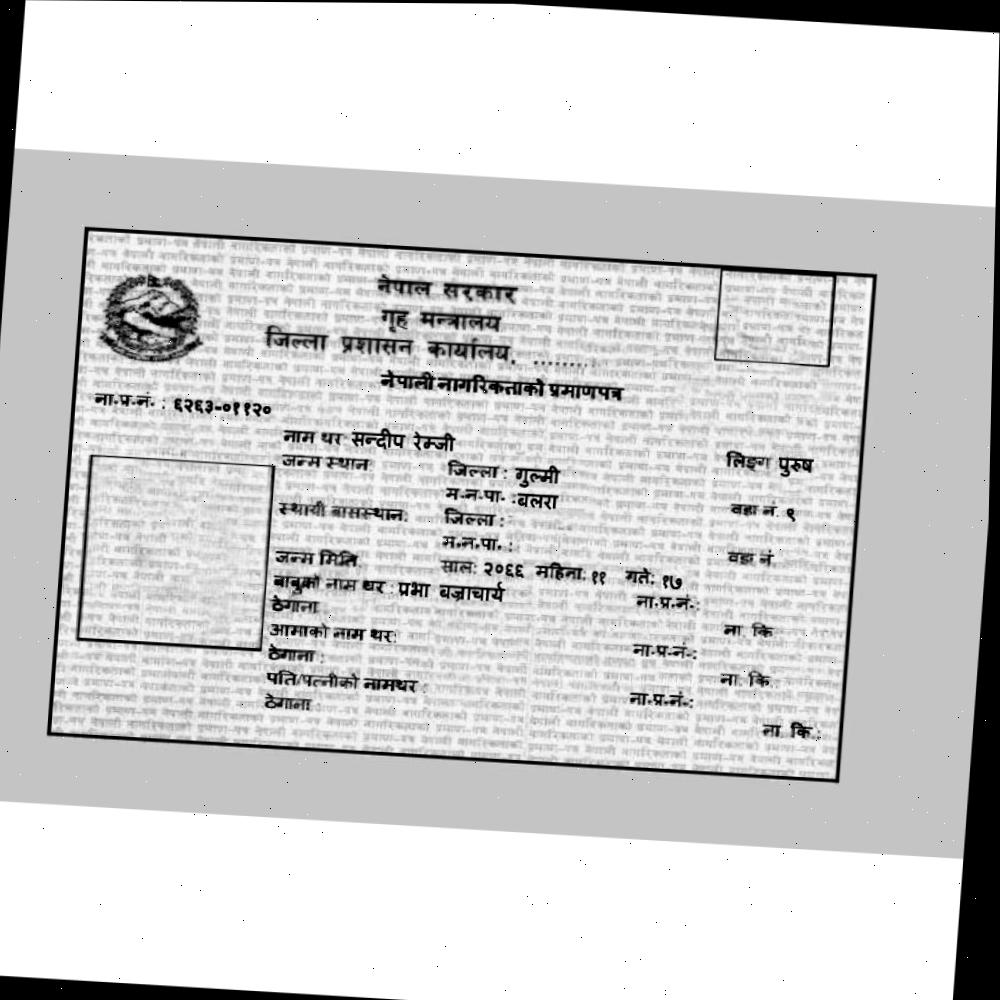 नेपाल सरकार
गृह मन्त्रालय
जिल्ला प्रशासन कार्यालय, ........
नेपाली नागरिकताको प्रमाणपत्र
ना.प्र.नं. : ६२६३-०११२०
नाम थर सन्दीप रेम्जी लिङ्ग पुरुष
जन्म स्थान: जिल्ला : गुल्मी
म.न.पा. :बलरा वडा नं. ९
स्थायी बासस्थान: जिल्ला :
म.न.पा. : वडा नं.
जन्म मिति साल: २०६६ महिना: ११ गते: १७
बाबुको नाम थर : प्रभा बज्राचार्य ना.प्र.नं.:
ठेगाना ना. कि
आमाको नाम थर: ना.प्र.नं.:
ठेगाना : ना. कि.:
पति/पत्नीको नामथर : ना.प्र.नं.:
ठेगाना : ना. कि.: